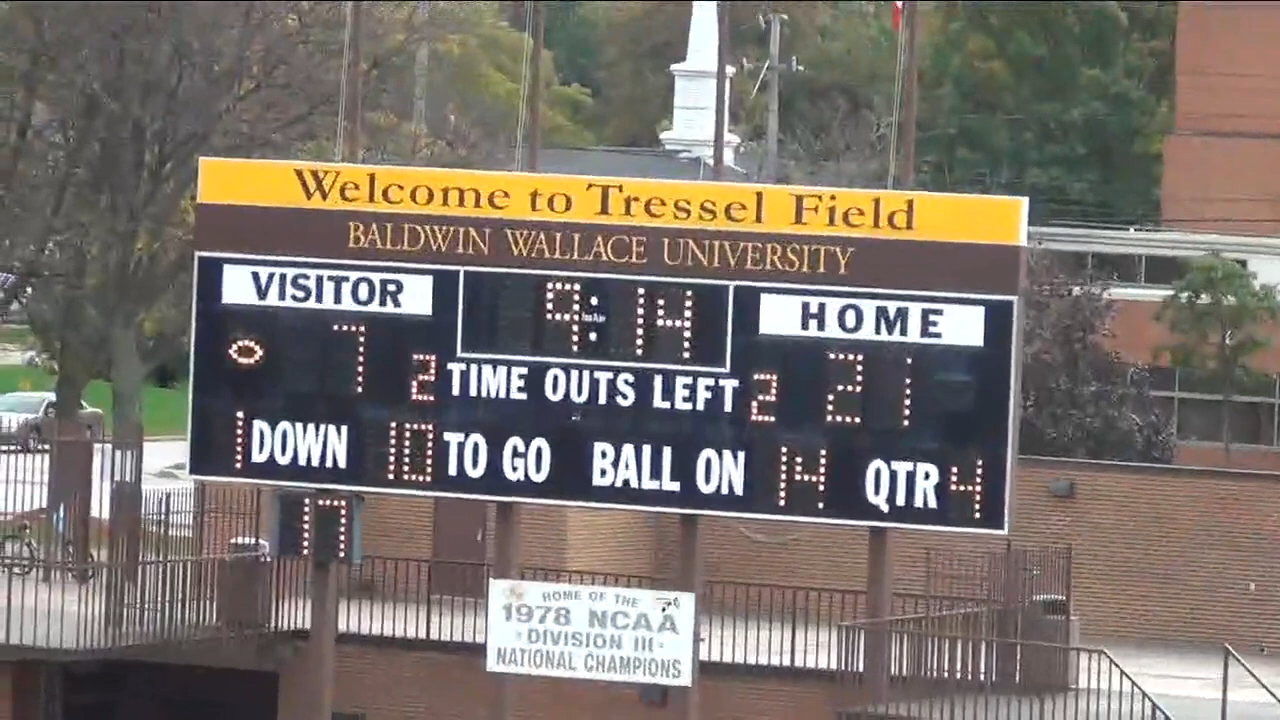 Welcome to Tressel Field
BALDWIN WALLACE UNIVERSITY
VISITOR 9:14 HOME
7 2 TIME OUTS LEFT 2 21
1 DOWN 10 TO GO BALL ON 14 QTR 4
17
HOME OF THE
1978 NCAA
DIVISION III
NATIONAL CHAMPIONS